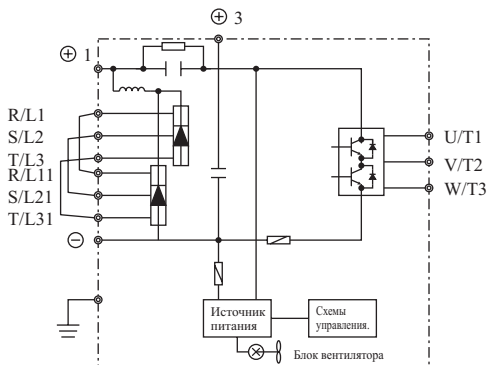 ⊕ 3
⊕ 1
R/L1
S/L2
T/L3
R/L11
S/L21
T/L31
⊖
U/T1
V/T2
W/T3
Источник
питания
Схемы
управления.
Блок вентилятора